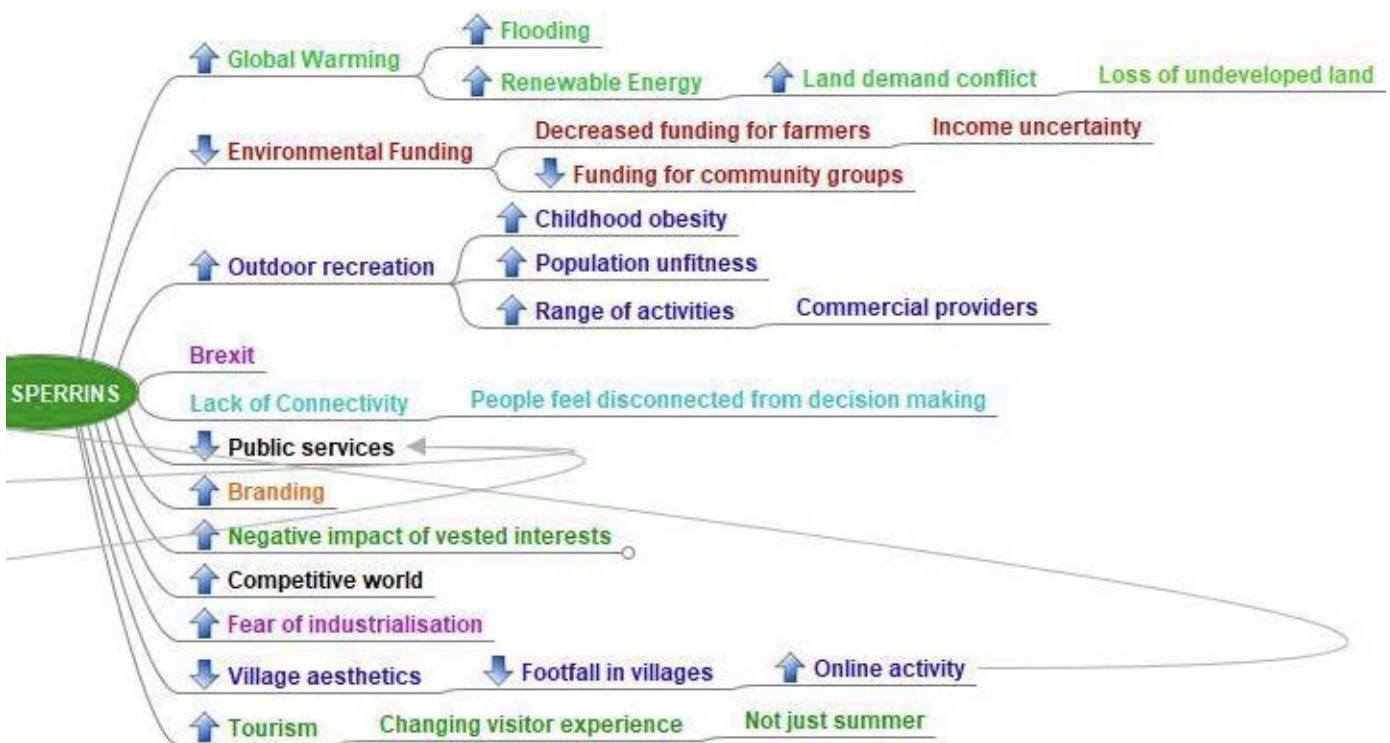 Flooding
Global Warming
Renewable Energy
Land demand conflict
Loss of undeveloped land
Environmental Funding
Decreased funding for farmers
Income uncertainty
Funding for community groups
Outdoor recreation
Childhood obesity
Population unfitness
Range of activities
Commercial providers
SPERRINS
Brexit
Lack of Connectivity
People feel disconnected from decision making
Public services
Branding
Negative impact of vested interests
Competitive world
Fear of industrialisation
Village aesthetics
Footfall in villages
Online activity
Tourism
Changing visitor experience
Not just summer